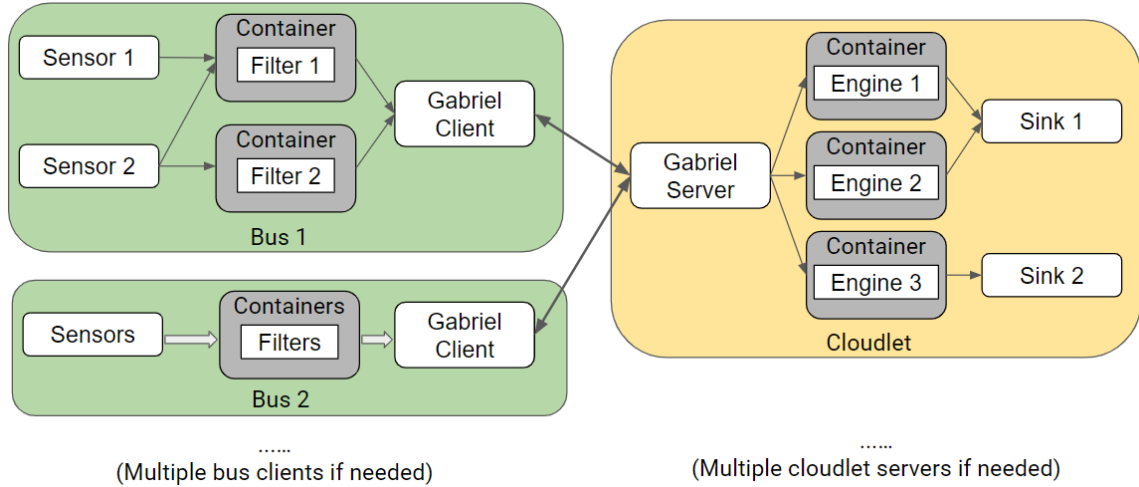 Sensor 1
Sensor 2
Container
Filter 1
Container
Filter 2
Gabriel
Client
Bus 1
Sensors
Containers
Filters
Gabriel
Client
Bus 2
......
(Multiple bus clients if needed)
Gabriel
Server
Container
Engine 1
Container
Engine 2
Container
Engine 3
Sink 1
Sink 2
Cloudlet
......
(Multiple cloudlet servers if needed)